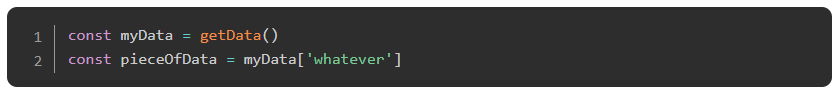 1 const myData = getData()
2 const pieceOfData = myData['whatever']